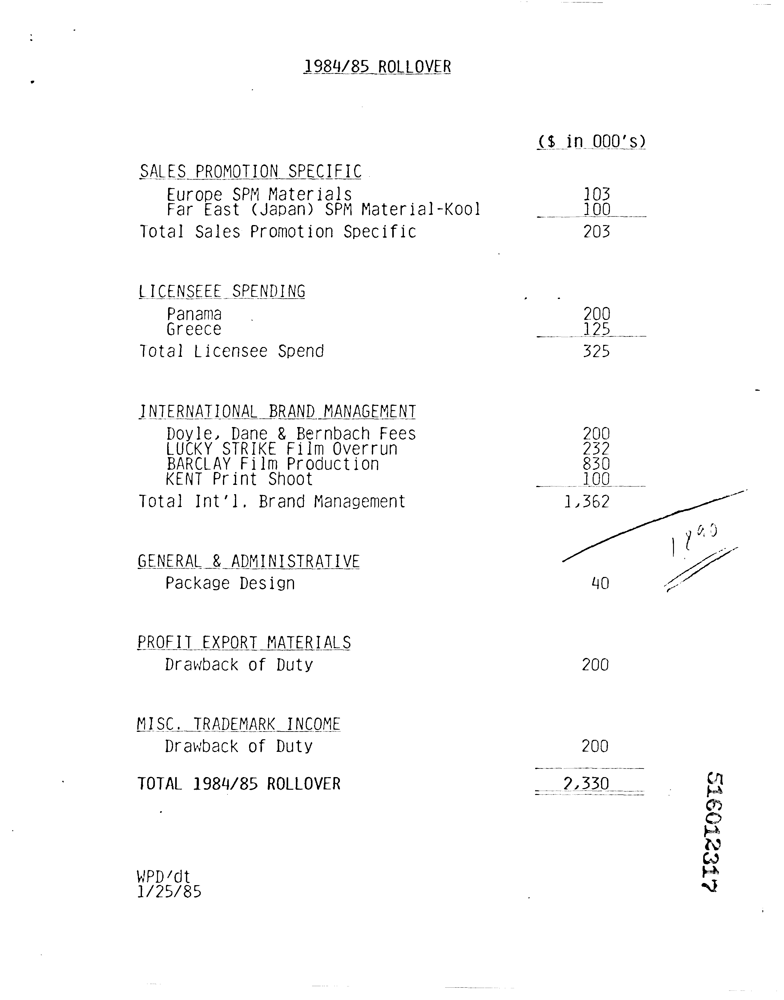 1984/85 ROLLOVER
($ in 000's)
SALES PROMOTION SPECIFIC
Europe SPM Materials 103
Far East (Japan) SPM Material-Kool 100
Total Sales Promotion Specific 203
LICENSEEE SPENDING
Panama 200
Greece 125
Total Licensee Spend 325
INTERNATIONAL BRAND MANAGEMENT
Doyle, Dane & Bernbach Fees 200
LUCKY STRIKE Film Overrun 232
BARCLAY Film Production 830
KENT Print Shoot 100
Total Int'l. Brand Management 1,362
GENERAL & ADMINISTRATIVE
Package Design 40
PROFIT EXPORT MATERIALS
Drawback of Duty 200
MISC. TRADEMARK INCOME
Drawback of Duty 200
TOTAL 1984/85 ROLLOVER 2,330
WPD/dt
1/25/85
516012317